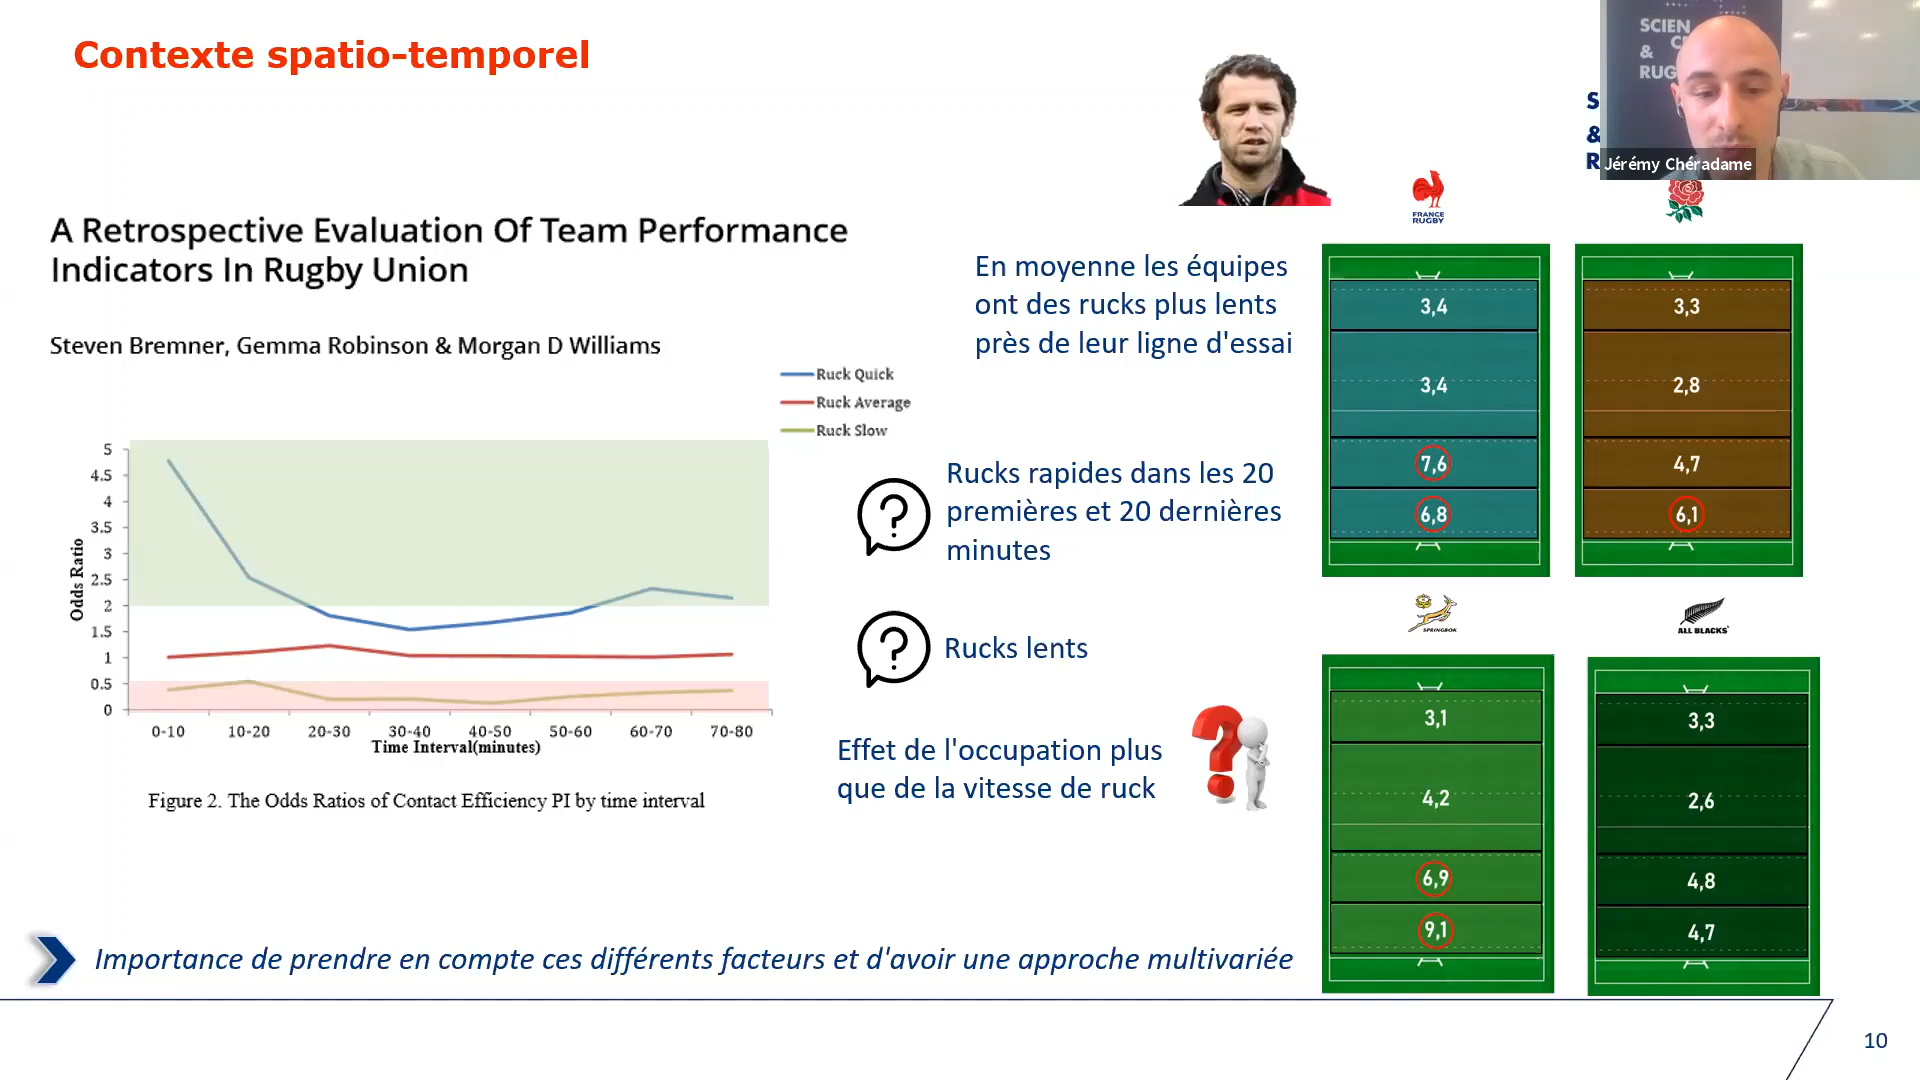 Contexte spatio-temporel
SCIEN
C
&
RUG
S
&
R
Jérémy Chéradame
FRANCE
RUGBY
A Retrospective Evaluation Of Team Performance
Indicators In Rugby Union
Steven Bremner, Gemma Robinson & Morgan D Williams
Ruck Quick
Ruck Average
Ruck Slow
5
4.5
4
3.5
3
2.5
2
1.5
1
0.5
0
Odds Ratio
0-10 10-20 20-30 30-40 40-50 50-60 60-70 70-80
Time Interval(minutes)
Figure 2. The Odds Ratios of Contact Efficiency PI by time interval
En moyenne les équipes
ont des rucks plus lents
près de leur ligne d'essai
?
Rucks rapides dans les 20
premières et 20 dernières
minutes
?
Rucks lents
Effet de l'occupation plus
que de la vitesse de ruck
?
3,4
3,4
7,6
6,8
3,3
2,8
4,7
6,1
SPRINGBOK
3,1
4,2
6,9
9,1
ALL BLACKS
3,3
2,6
4,8
4,7
Importance de prendre en compte ces différents facteurs et d'avoir une approche multivariée
10